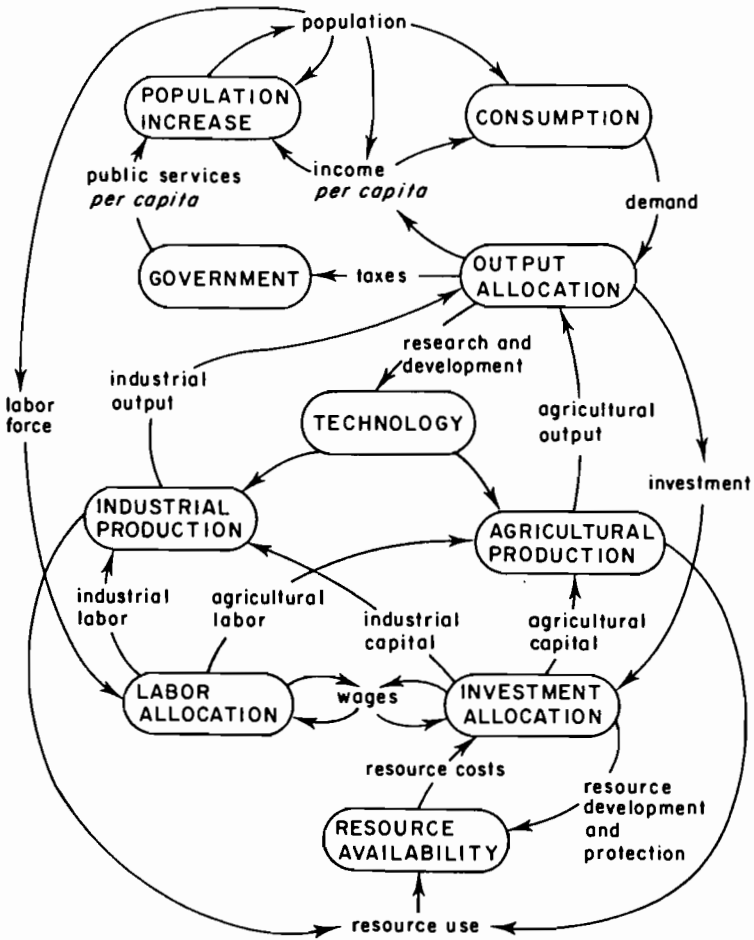 population
POPULATION
INCREASE
CONSUMPTION
public services
per capita
income
per capita
demand
GOVERNMENT
taxes
OUTPUT
ALLOCATION
research and
development
industrial
output
labor
force
TECHNOLOGY
agricultural
output
investment
INDUSTRIAL
PRODUCTION
AGRICULTURAL
PRODUCTION
industrial
labor
agricultural
labor
industrial
capital
agricultural
capital
LABOR
ALLOCATION
wages
INVESTMENT
ALLOCATION
resource costs
resource
development
and
protection
RESOURCE
AVAILABILITY
resource use